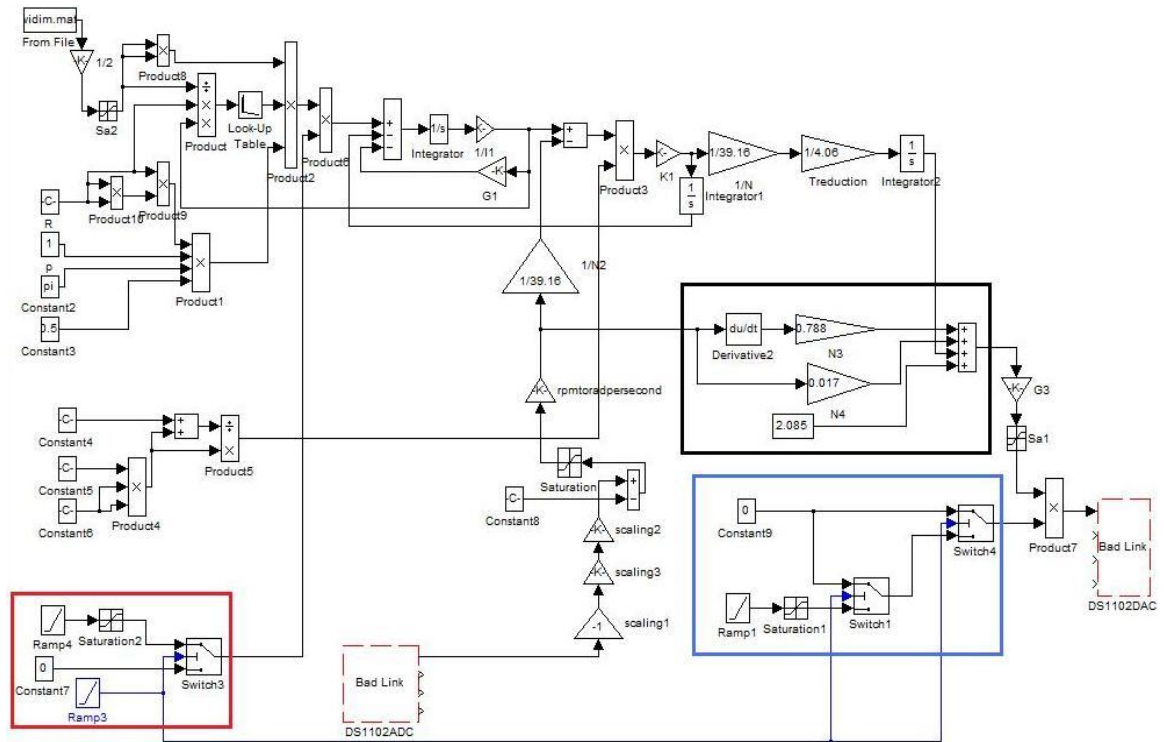 vidim.mat
From File
-K-
1/2
Sa2
×
Product8
÷
×
×
Product
Look-Up
Table
×
Product2
×
Product6
+
−
−
1/s
Integrator
K-
1/I1
-K-
G1
+
−
×
Product3
K-
K1
1
s
Integrator1
1/39.16
1/N
1/4.06
Treduction
1
s
Integrator2
-C-
R
×
Product10
×
Product9
1
p
pi
Constant2
0.5
Constant3
×
Product1
1/39.16
1/N2
du/dt
Derivative2
0.788
N3
0.017
N4
2.085
+
+
+
+
-K-
G3
Sa1
-K-
rpmtoradpersecond
Saturation
-C-
Constant8
+
−
-K-
scaling2
-K-
scaling3
-1
scaling1
-C-
Constant4
-C-
Constant5
-C-
Constant6
×
Product4
+
+
÷
×
Product5
0
Constant9
Ramp1
Saturation1
Switch1
Switch4
×
Product7
Bad Link
DS1102DAC
Ramp4
Saturation2
0
Constant7
Ramp3
Switch3
Bad Link
DS1102ADC